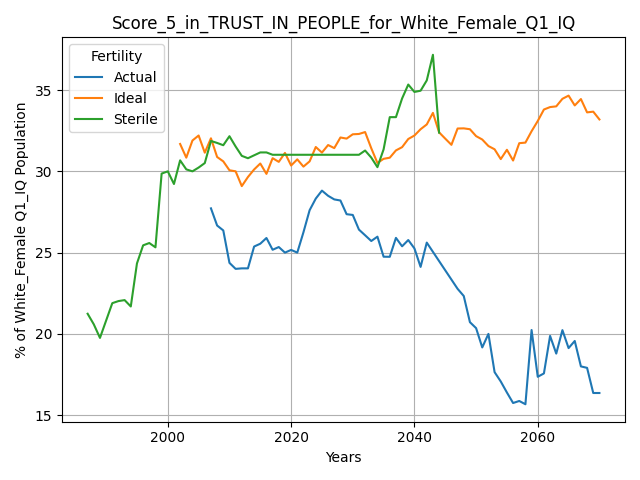 Score_5_in_TRUST_IN_PEOPLE_for_White_Female_Q1_IQ
Fertility
Actual
Ideal
Sterile
% of White_Female Q1_IQ Population
35
30
25
20
15
2000
2020
2040
2060
Years